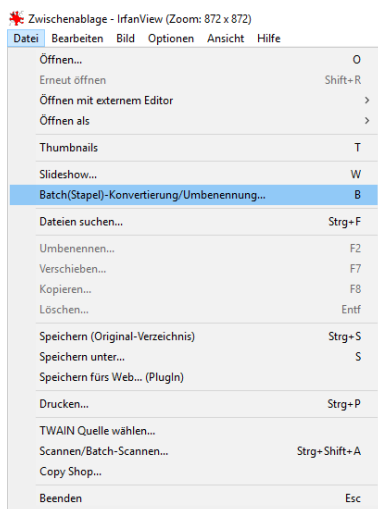 Zwischenablage - IrfanView (Zoom: 872 x 872)
Datei Bearbeiten Bild Optionen Ansicht Hilfe
Öffnen... O
Erneut öffnen Shift+R
Öffnen mit externem Editor
Öffnen als
Thumbnails T
Slideshow... W
Batch(Stapel)-Konvertierung/Umbenennung... B
Dateien suchen... Strg+F
Umbenennen... F2
Verschieben... F7
Kopieren... F8
Löschen... Entf
Speichern (Original-Verzeichnis) Strg+S
Speichern unter... S
Speichern fürs Web... (PlugIn)
Drucken... Strg+P
TWAIN Quelle wählen...
Scannen/Batch-Scannen... Strg+Shift+A
Copy Shop...
Beenden Esc